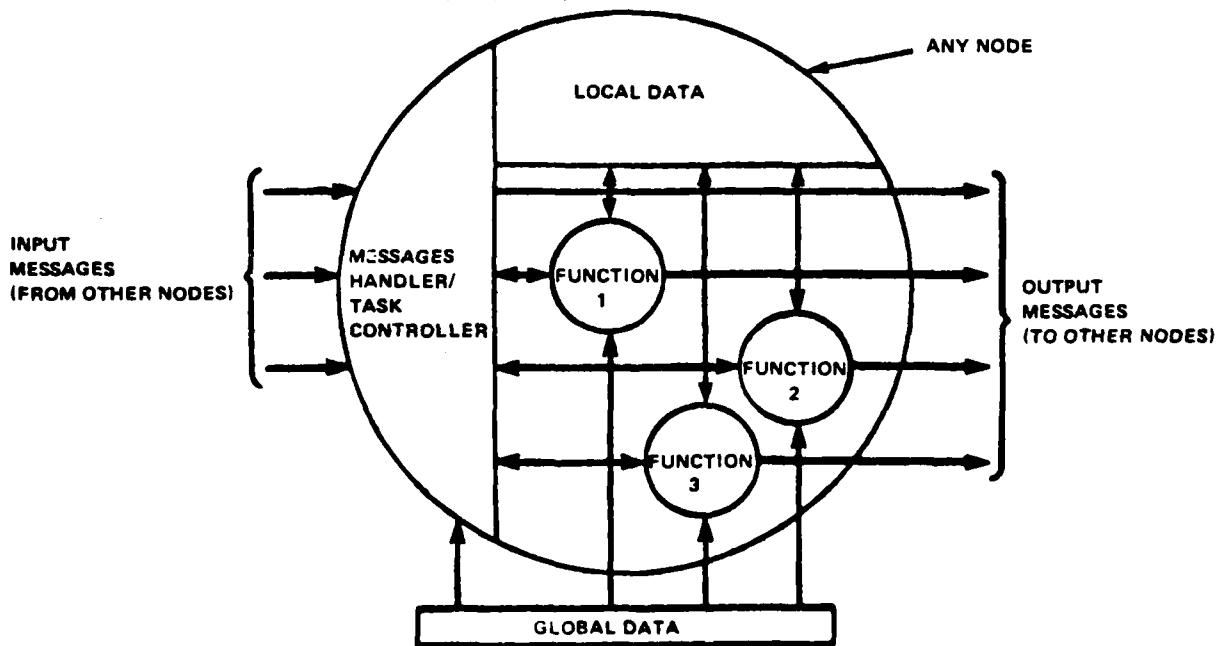 ANY NODE
LOCAL DATA
INPUT
MESSAGES
(FROM OTHER NODES)
MESSAGES
HANDLER/
TASK
CONTROLLER
FUNCTION
1
FUNCTION
2
FUNCTION
3
OUTPUT
MESSAGES
(TO OTHER NODES)
GLOBAL DATA